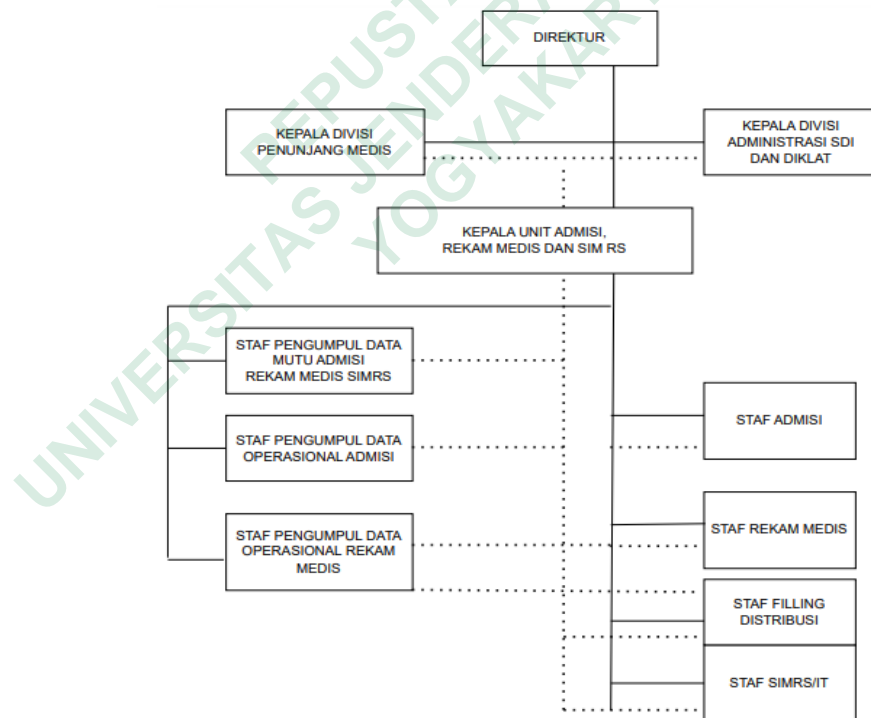 DIREKTUR
KEPALA DIVISI
PENUNJANG MEDIS
KEPALA DIVISI
ADMINISTRASI SDI
DAN DIKLAT
KEPALA UNIT ADMISI,
REKAM MEDIS DAN SIM RS
STAF PENGUMPUL DATA
MUTU ADMISI
REKAM MEDIS SIMRS
STAF PENGUMPUL DATA
OPERASIONAL ADMISI
STAF PENGUMPUL DATA
OPERASIONAL REKAM
MEDIS
STAF ADMISI
STAF REKAM MEDIS
STAF FILLING
DISTRIBUSI
STAF SIMRS/IT
UNIVERSITAS
YOGYAKART